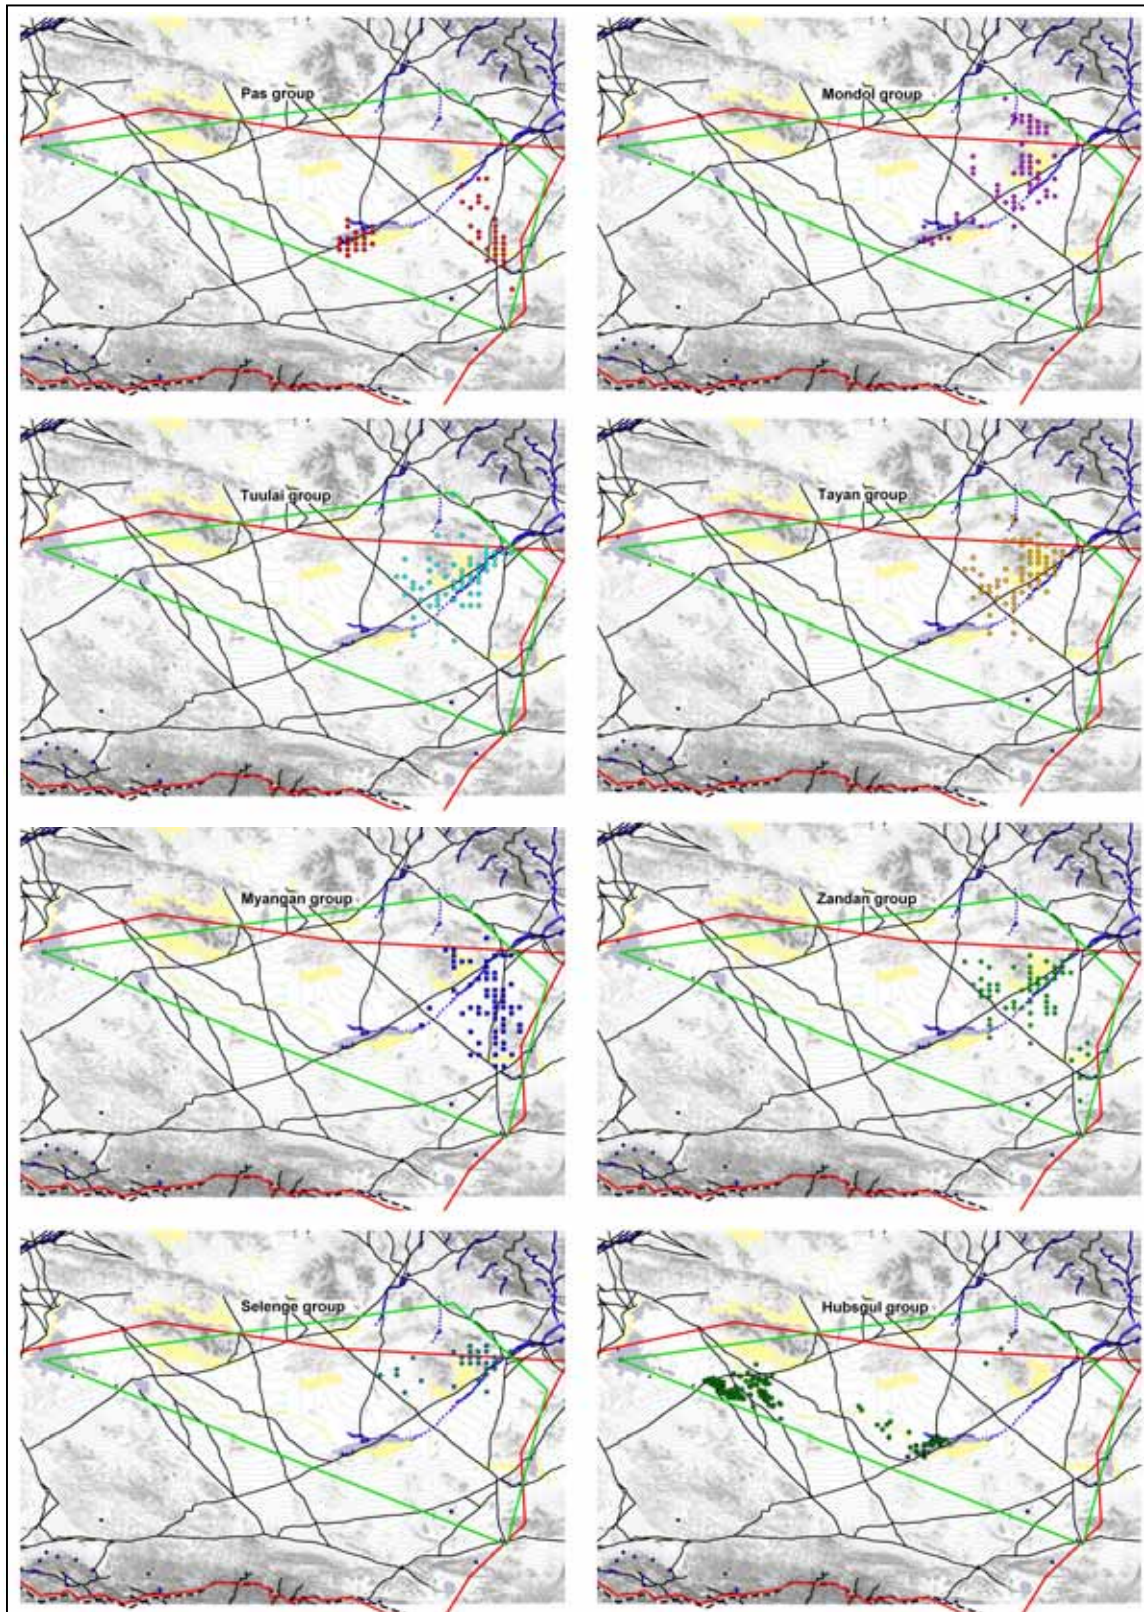 Pas group
Mondol group
Tuulai group
Tayan group
Myangan group
Zandan group
Selenge group
Hubsgul group